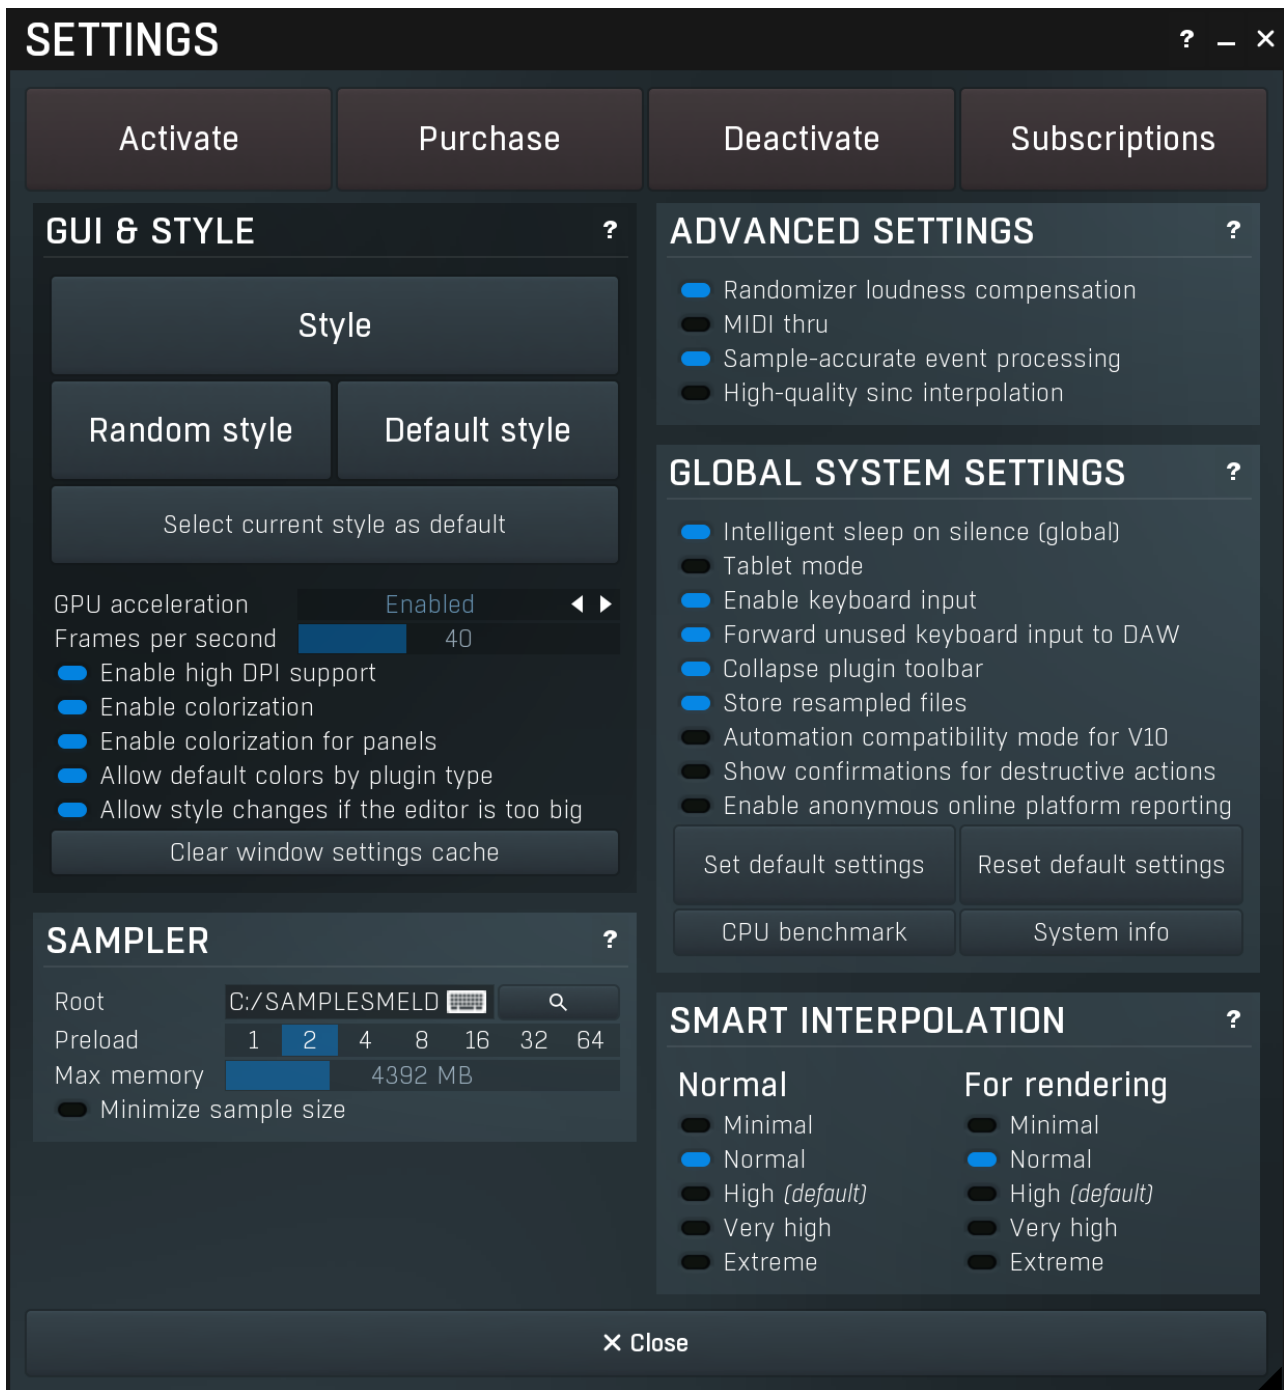 SETTINGS
? _ ×
Activate Purchase Deactivate Subscriptions
GUI & STYLE ?
Style
Random style Default style
Select current style as default
GPU acceleration Enabled
Frames per second 40
Enable high DPI support
Enable colorization
Enable colorization for panels
Allow default colors by plugin type
Allow style changes if the editor is too big
Clear window settings cache
SAMPLER ?
Root C:/SAMPLESMELD
Preload 1 2 4 8 16 32 64
Max memory 4392 MB
Minimize sample size
ADVANCED SETTINGS ?
Randomizer loudness compensation
MIDI thru
Sample-accurate event processing
High-quality sinc interpolation
GLOBAL SYSTEM SETTINGS ?
Intelligent sleep on silence (global)
Tablet mode
Enable keyboard input
Forward unused keyboard input to DAW
Collapse plugin toolbar
Store resampled files
Automation compatibility mode for V10
Show confirmations for destructive actions
Enable anonymous online platform reporting
Set default settings Reset default settings
CPU benchmark System info
SMART INTERPOLATION ?
Normal
Minimal
Normal
High (default)
Very high
Extreme
For rendering
Minimal
Normal
High (default)
Very high
Extreme
× Close